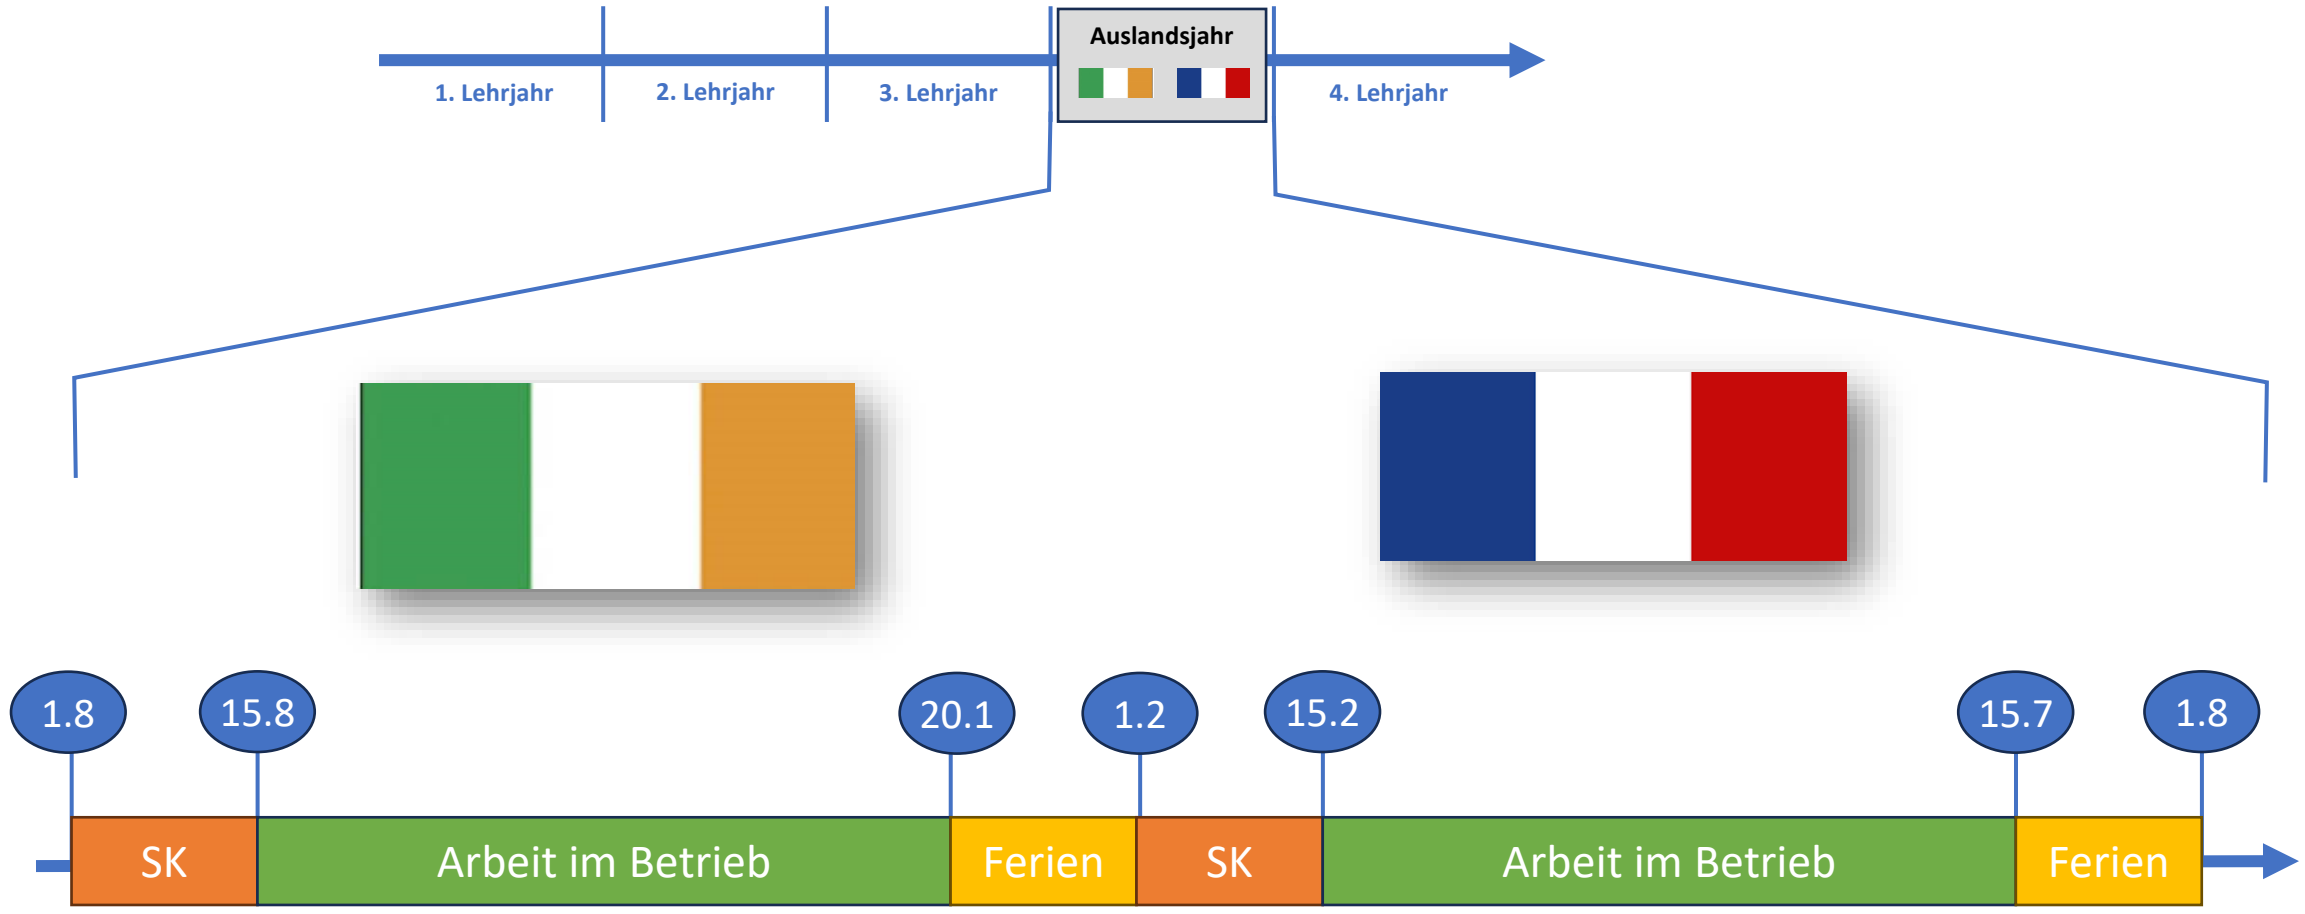 Auslandsjahr
1. Lehrjahr
2. Lehrjahr
3. Lehrjahr
4. Lehrjahr
1.8
15.8
20.1
1.2
15.2
15.7
1.8
SK
Arbeit im Betrieb
Ferien
SK
Arbeit im Betrieb
Ferien